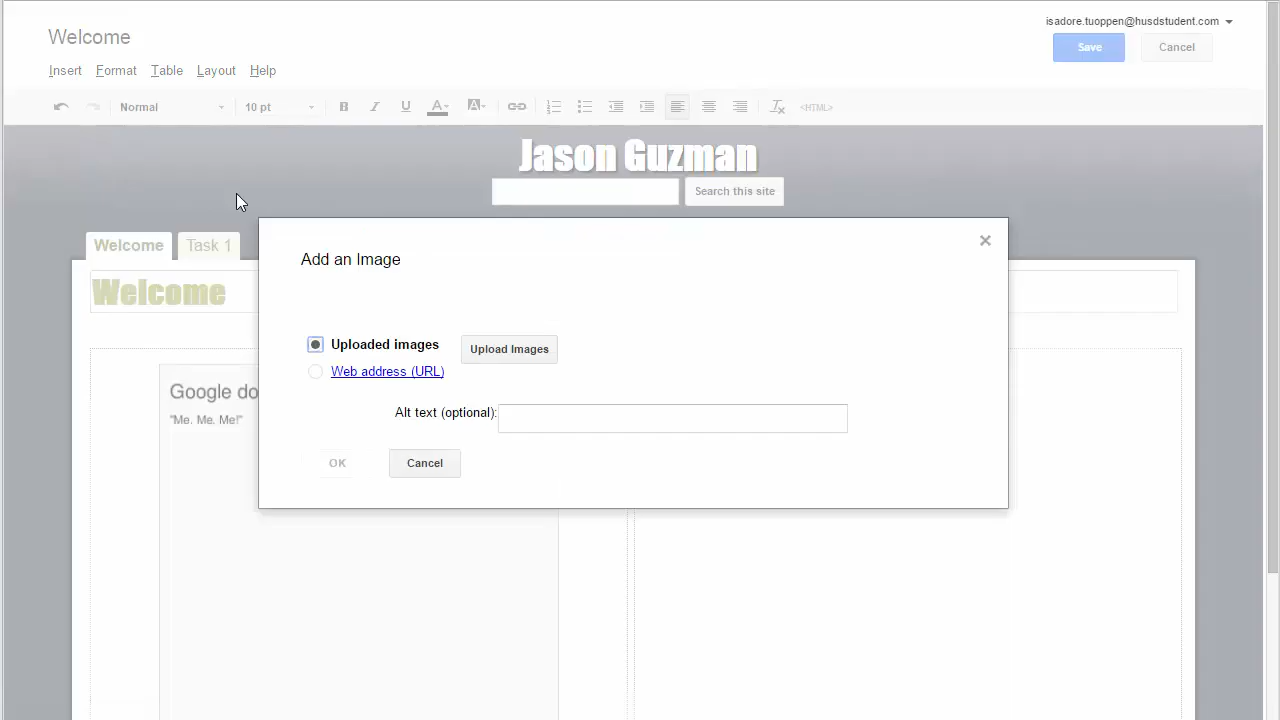 isadore.tuoppen@husdstudent.com
Welcome
Save
Cancel
Insert Format Table Layout Help
Normal 10 pt B I U A A <HTML>
Jason Guzman
Search this site
Welcome Task 1
Welcome
Add an Image
Uploaded images
Upload Images
Web address (URL)
Google do
"Me. Me. Me!"
Alt text (optional):
OK
Cancel